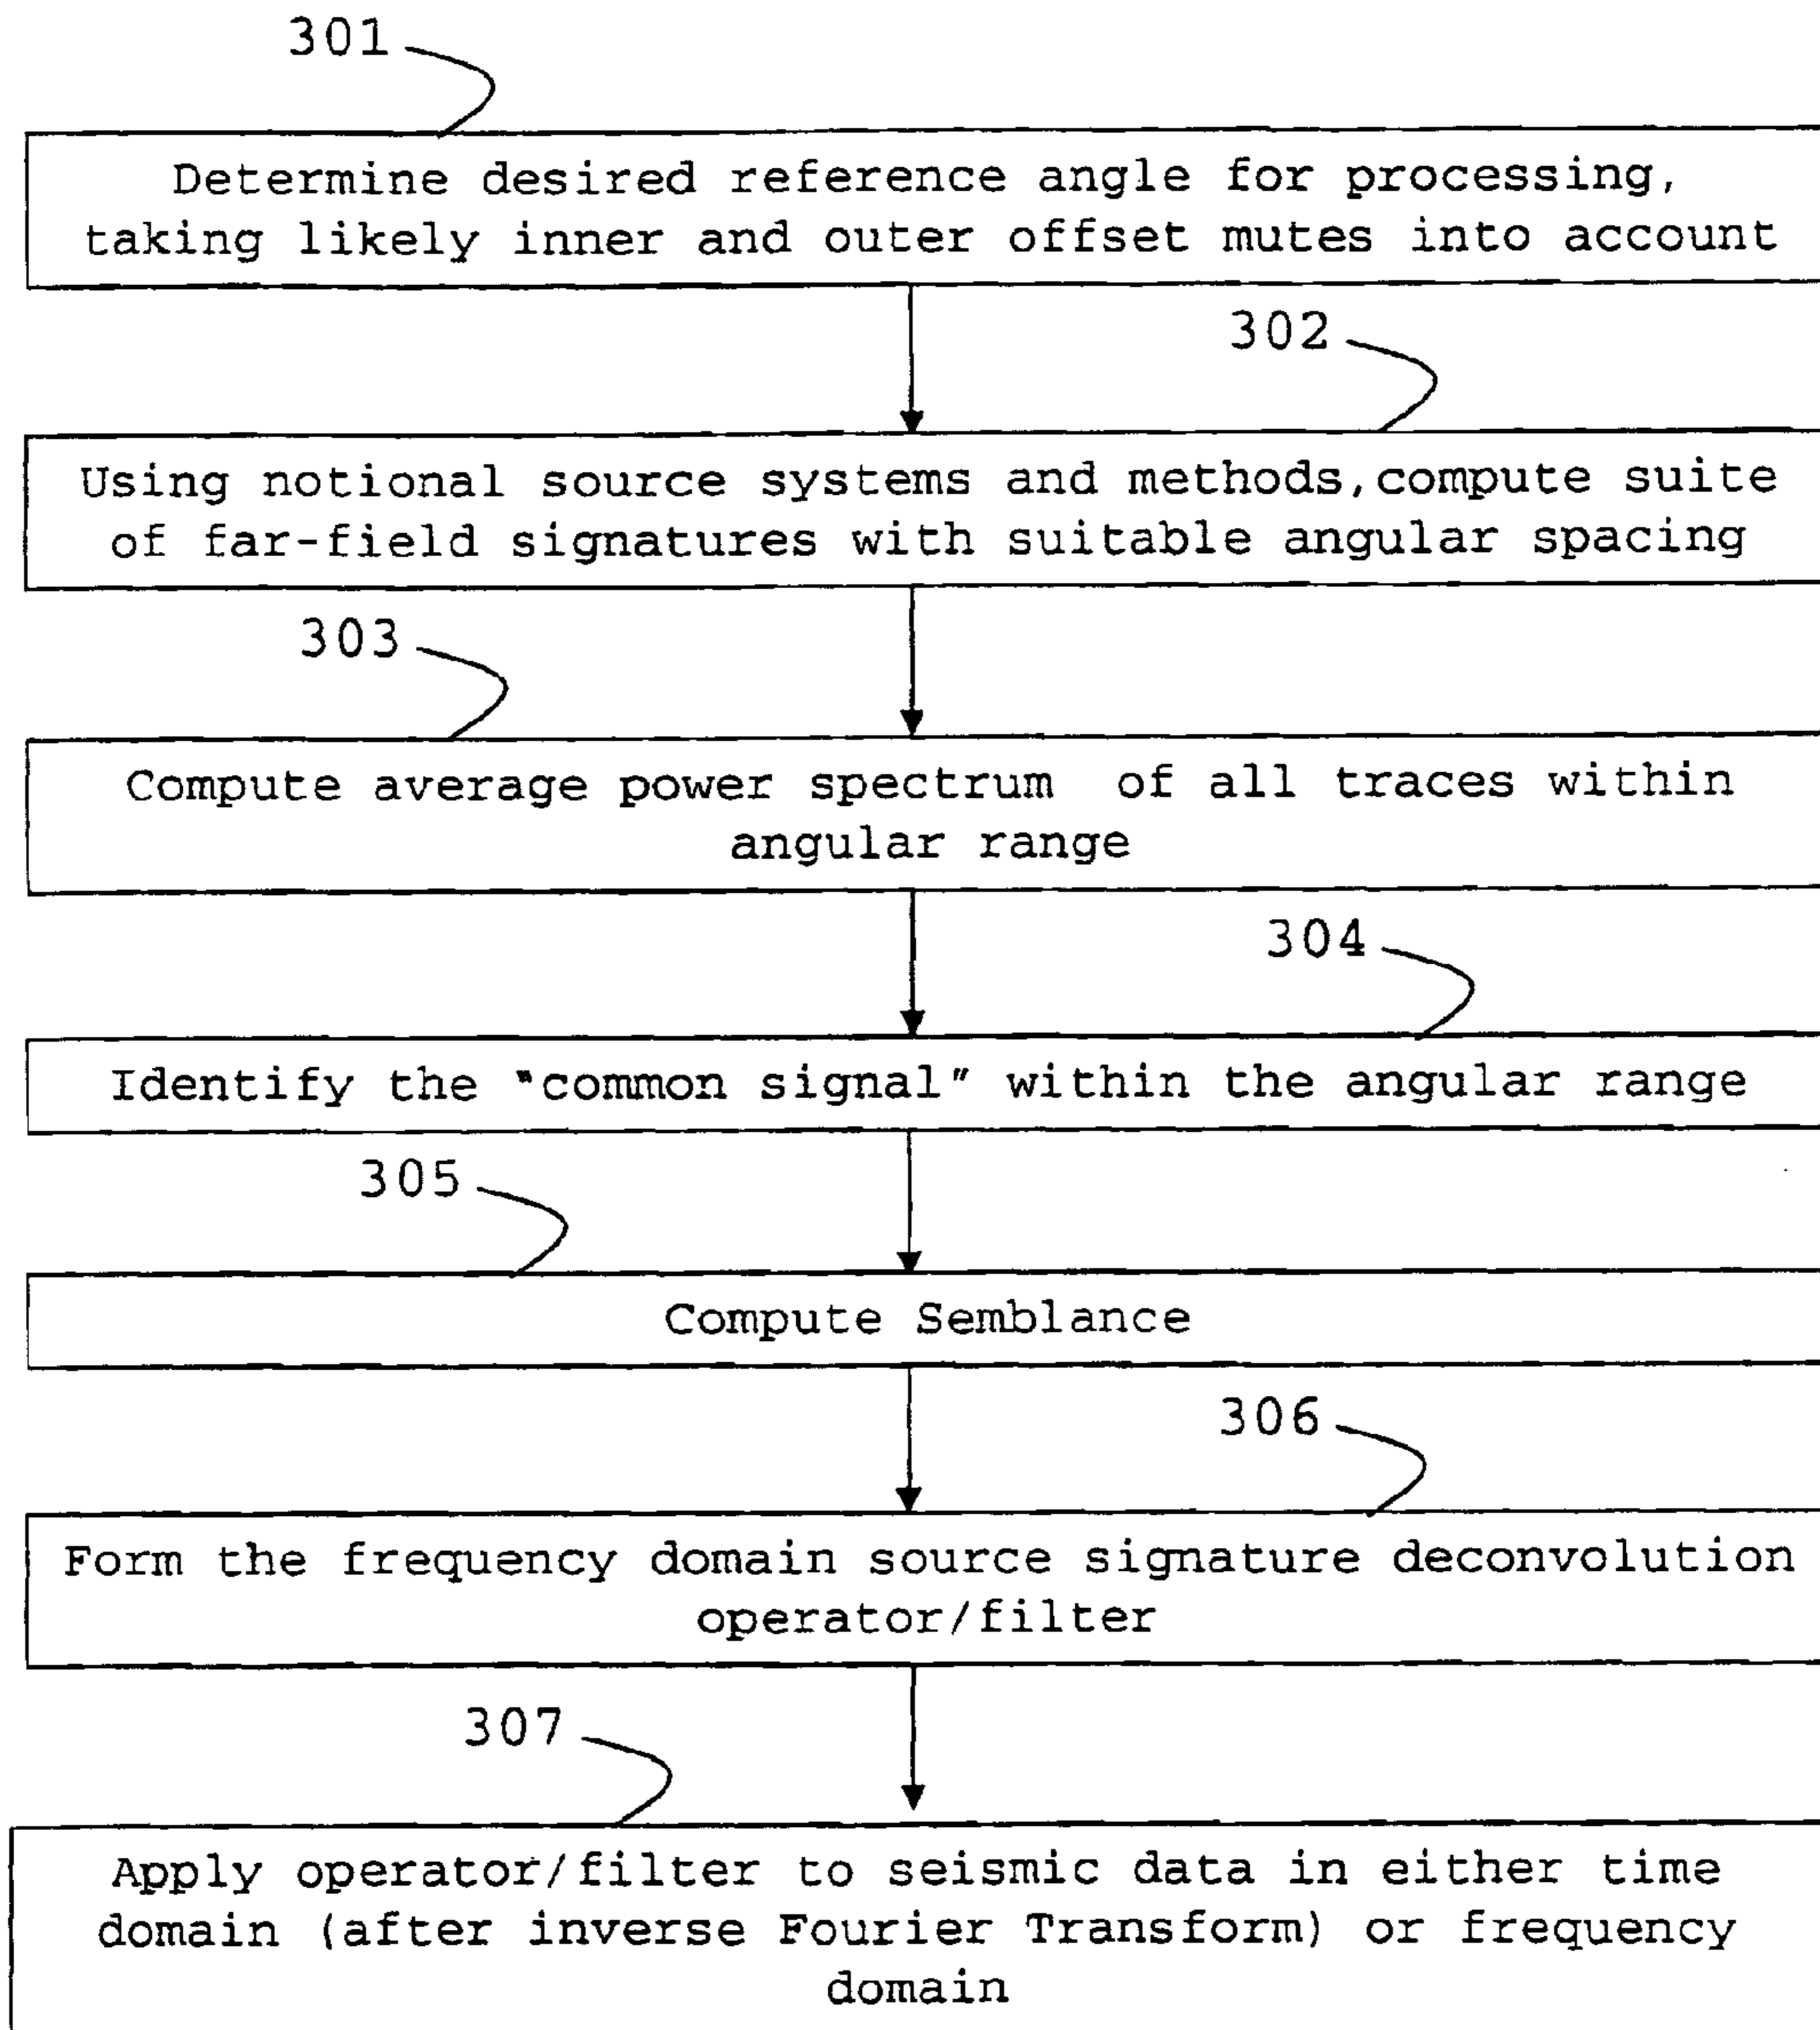 301
Determine desired reference angle for processing,
taking likely inner and outer offset mutes into account
302
Using notional source systems and methods,compute suite
of far-field signatures with suitable angular spacing
303
Compute average power spectrum of all traces within
angular range
304
Identify the "common signal" within the angular range
305
Compute Semblance
306
Form the frequency domain source signature deconvolution
operator/filter
307
Apply operator/filter to seismic data in either time
domain (after inverse Fourier Transform) or frequency
domain